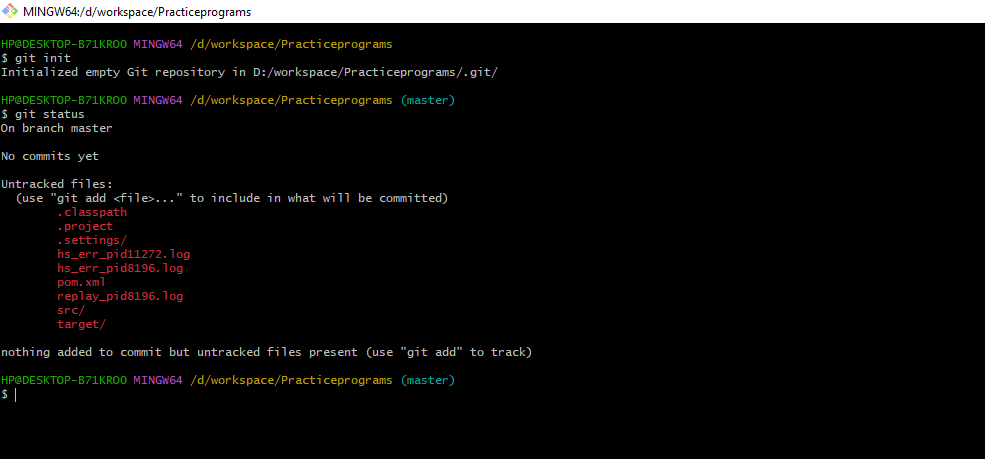 MINGW64:/d/workspace/Practiceprograms
HP@DESKTOP-B71KROO MINGW64 /d/workspace/Practiceprograms
$ git init
Initialized empty Git repository in D:/workspace/Practiceprograms/.git/
HP@DESKTOP-B71KROO MINGW64 /d/workspace/Practiceprograms (master)
$ git status
On branch master
No commits yet
Untracked files:
  (use "git add <file>..." to include in what will be committed)
        .classpath
        .project
        .settings/
        hs_err_pid11272.log
        hs_err_pid8196.log
        pom.xml
        replay_pid8196.log
        src/
        target/
nothing added to commit but untracked files present (use "git add" to track)
HP@DESKTOP-B71KROO MINGW64 /d/workspace/Practiceprograms (master)
$